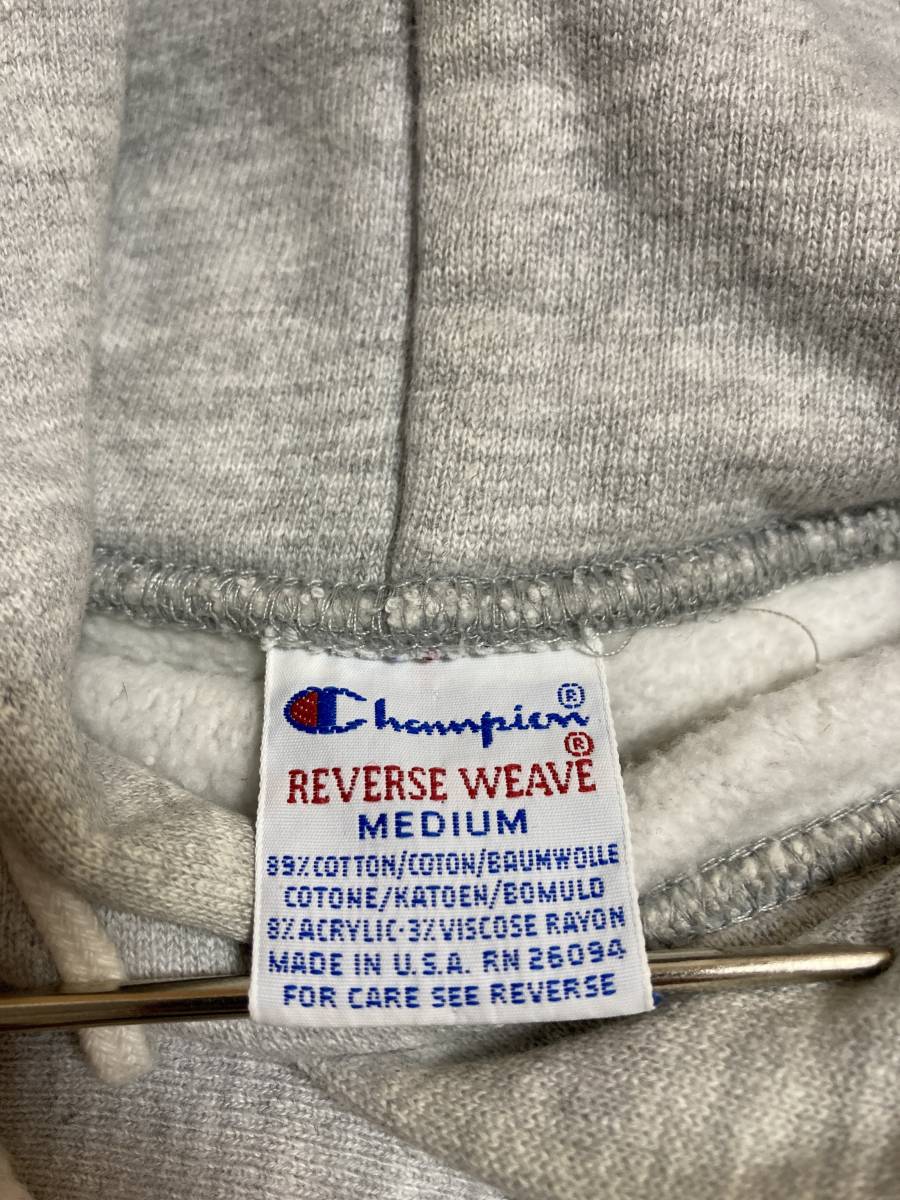 Champion®
REVERSE WEAVE®
MEDIUM
89%COTTON/COTON/BAUMWOLLE
COTONE/KATOEN/BOMULD
8%ACRYLIC·3%VISCOSE RAYON
MADE IN U.S.A. RN 26094
FOR CARE SEE REVERSE